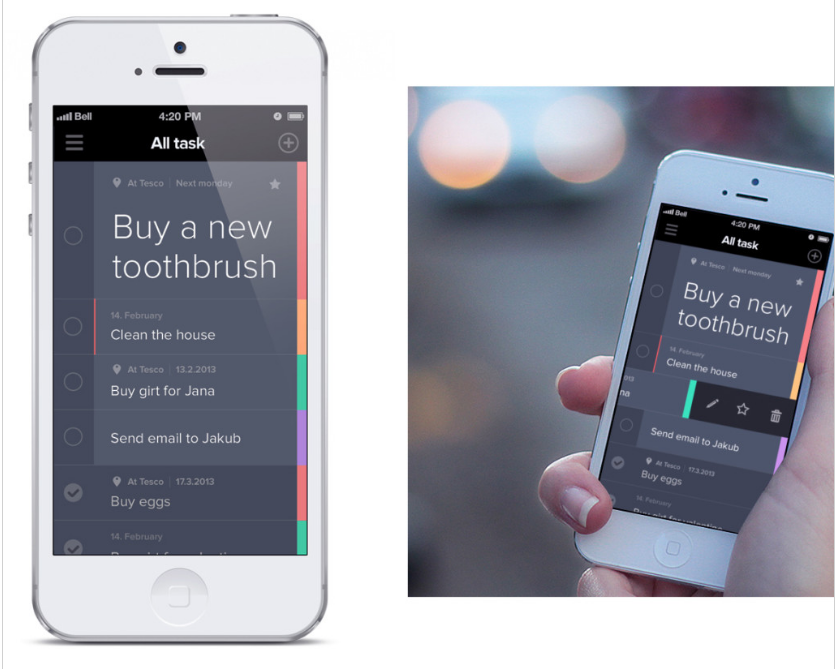 Bell 4:20 PM
All task
At Tesco | Next monday
Buy a new
toothbrush
14. February
Clean the house
At Tesco | 13.2.2013
Buy girt for Jana
Send email to Jakub
At Tesco | 17.3.2013
Buy eggs
14. February
Bell 4:20 PM
All task
At Tesco | Next monday
Buy a new
toothbrush
14. February
Clean the house
na
Send email to Jakub
At Tesco | 17.3.2013
Buy eggs
14. February